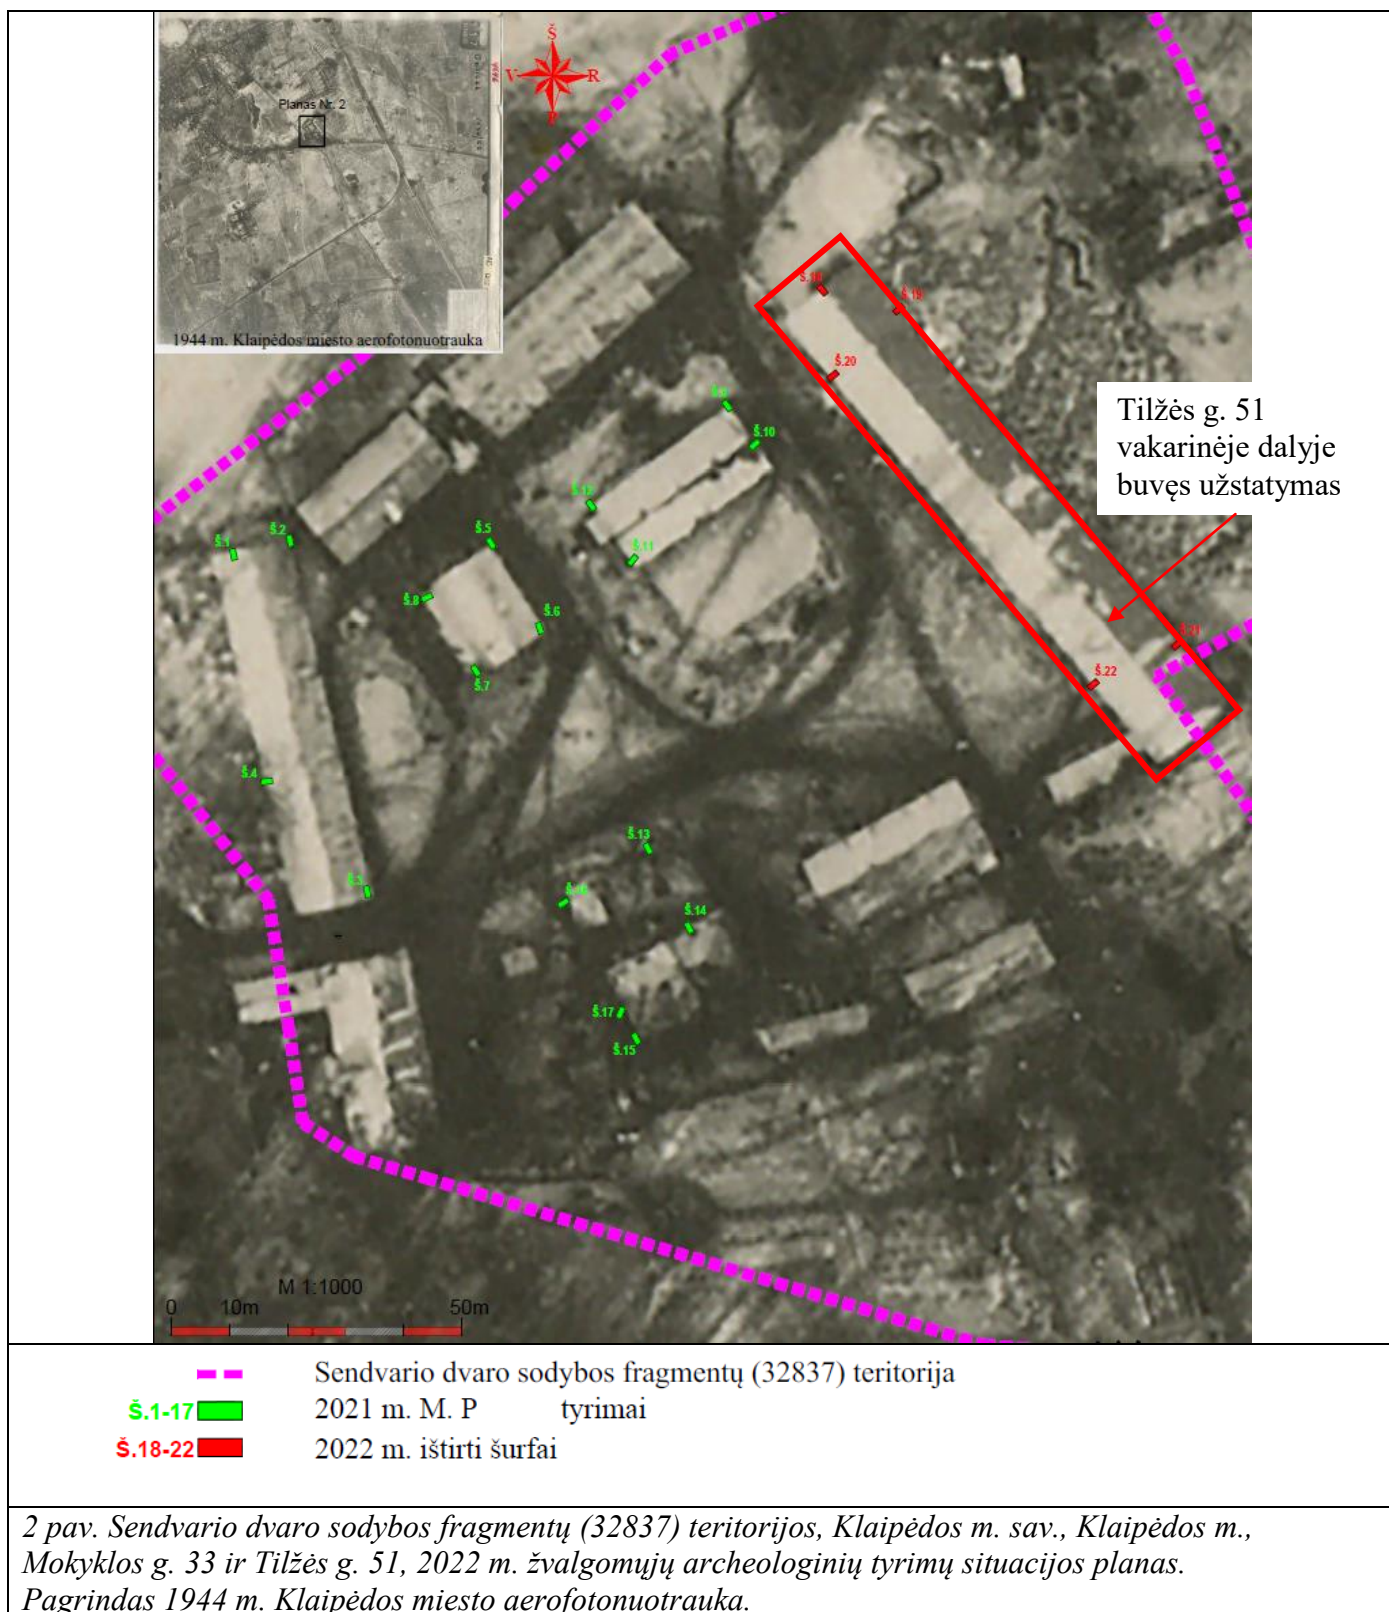 Planas Nr. 2
1944 m. Klaipėdos miesto aerofotonuotrauka
Š
V R
P
Š.18
Š.19
Š.20
Tilžės g. 51
vakarinėje dalyje
buvęs užstatymas
Š.9
Š.10
Š.12
Š.11
Š.1
Š.2
Š.5
Š.8
Š.6
Š.7
Š.21
Š.22
Š.4
Š.3
Š.13
Š.16
Š.14
Š.17
Š.15
M 1:1000
0 10m 50m
Sendvario dvaro sodybos fragmentų (32837) teritorija
Š.1-17 2021 m. M. P tyrimai
Š.18-22 2022 m. ištirti šurfai
2 pav. Sendvario dvaro sodybos fragmentų (32837) teritorijos, Klaipėdos m. sav., Klaipėdos m.,
Mokyklos g. 33 ir Tilžės g. 51, 2022 m. žvalgomųjų archeologinių tyrimų situacijos planas.
Pagrindas 1944 m. Klaipėdos miesto aerofotonuotrauka.